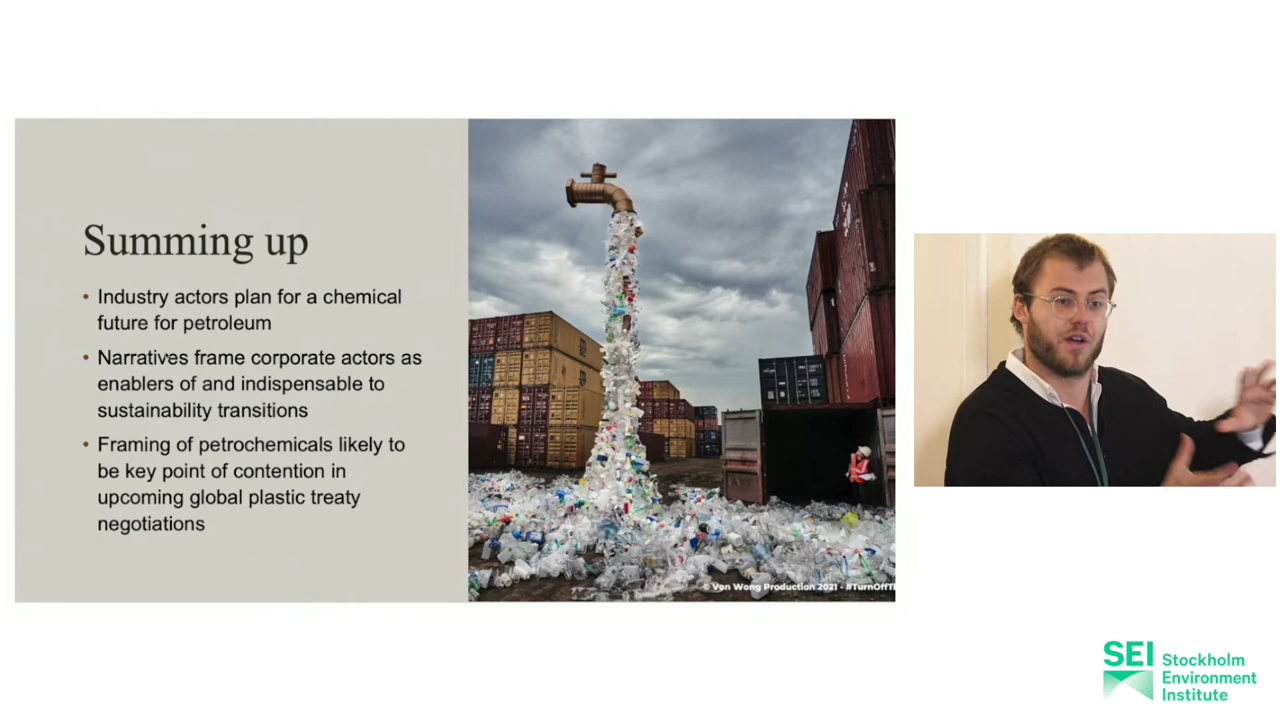 Summing up
• Industry actors plan for a chemical
future for petroleum
• Narratives frame corporate actors as
enablers of and indispensable to
sustainability transitions
• Framing of petrochemicals likely to
be key point of contention in
upcoming global plastic treaty
negotiations
© Von Wong Production 2021 - #TurnOffTh
SEI Stockholm
Environment
Institute